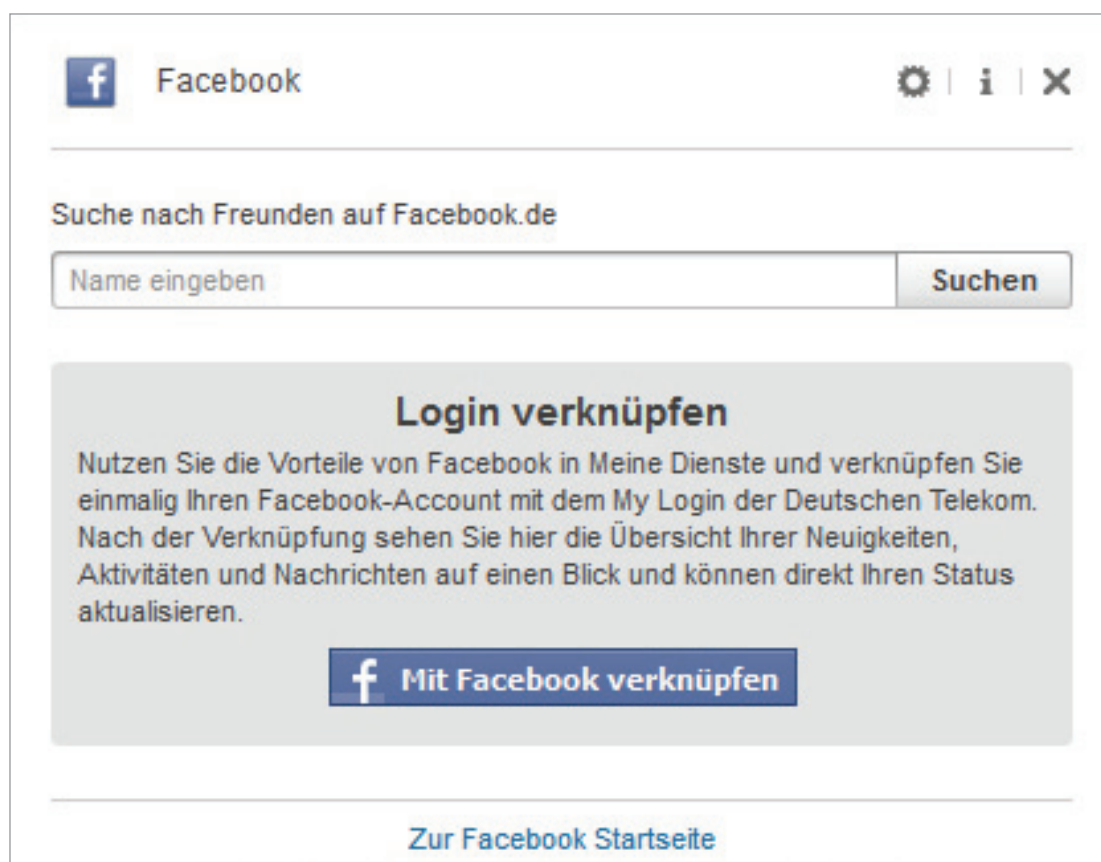 Facebook
Suche nach Freunden auf Facebook.de
Name eingeben Suchen
Login verknüpfen
Nutzen Sie die Vorteile von Facebook in Meine Dienste und verknüpfen Sie
einmalig Ihren Facebook-Account mit dem My Login der Deutschen Telekom.
Nach der Verknüpfung sehen Sie hier die Übersicht Ihrer Neuigkeiten,
Aktivitäten und Nachrichten auf einen Blick und können direkt Ihren Status
aktualisieren.
Mit Facebook verknüpfen
Zur Facebook Startseite